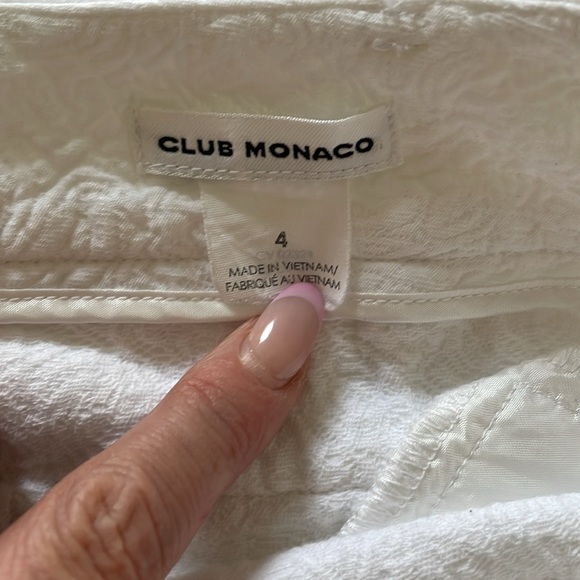 CLUB MONACO
4
MADE IN VIETNAM/
FABRIQUÉ AU VIETNAM